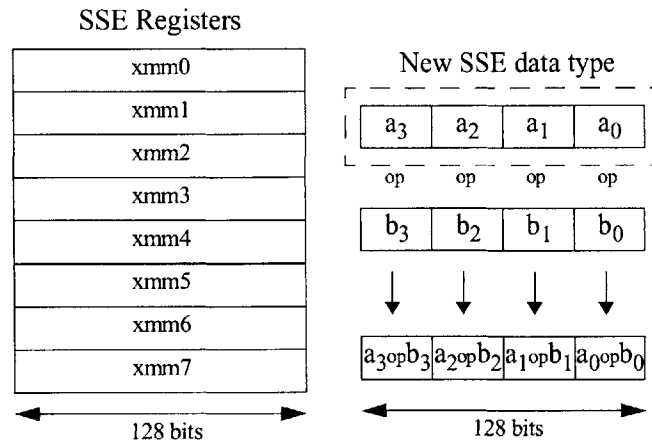 SSE Registers
xmm0
xmm1
xmm2
xmm3
xmm4
xmm5
xmm6
xmm7
128 bits
New SSE data type
a₃ a₂ a₁ a₀
op op op op
b₃ b₂ b₁ b₀
a₃opb₃ a₂opb₂ a₁opb₁ a₀opb₀
128 bits